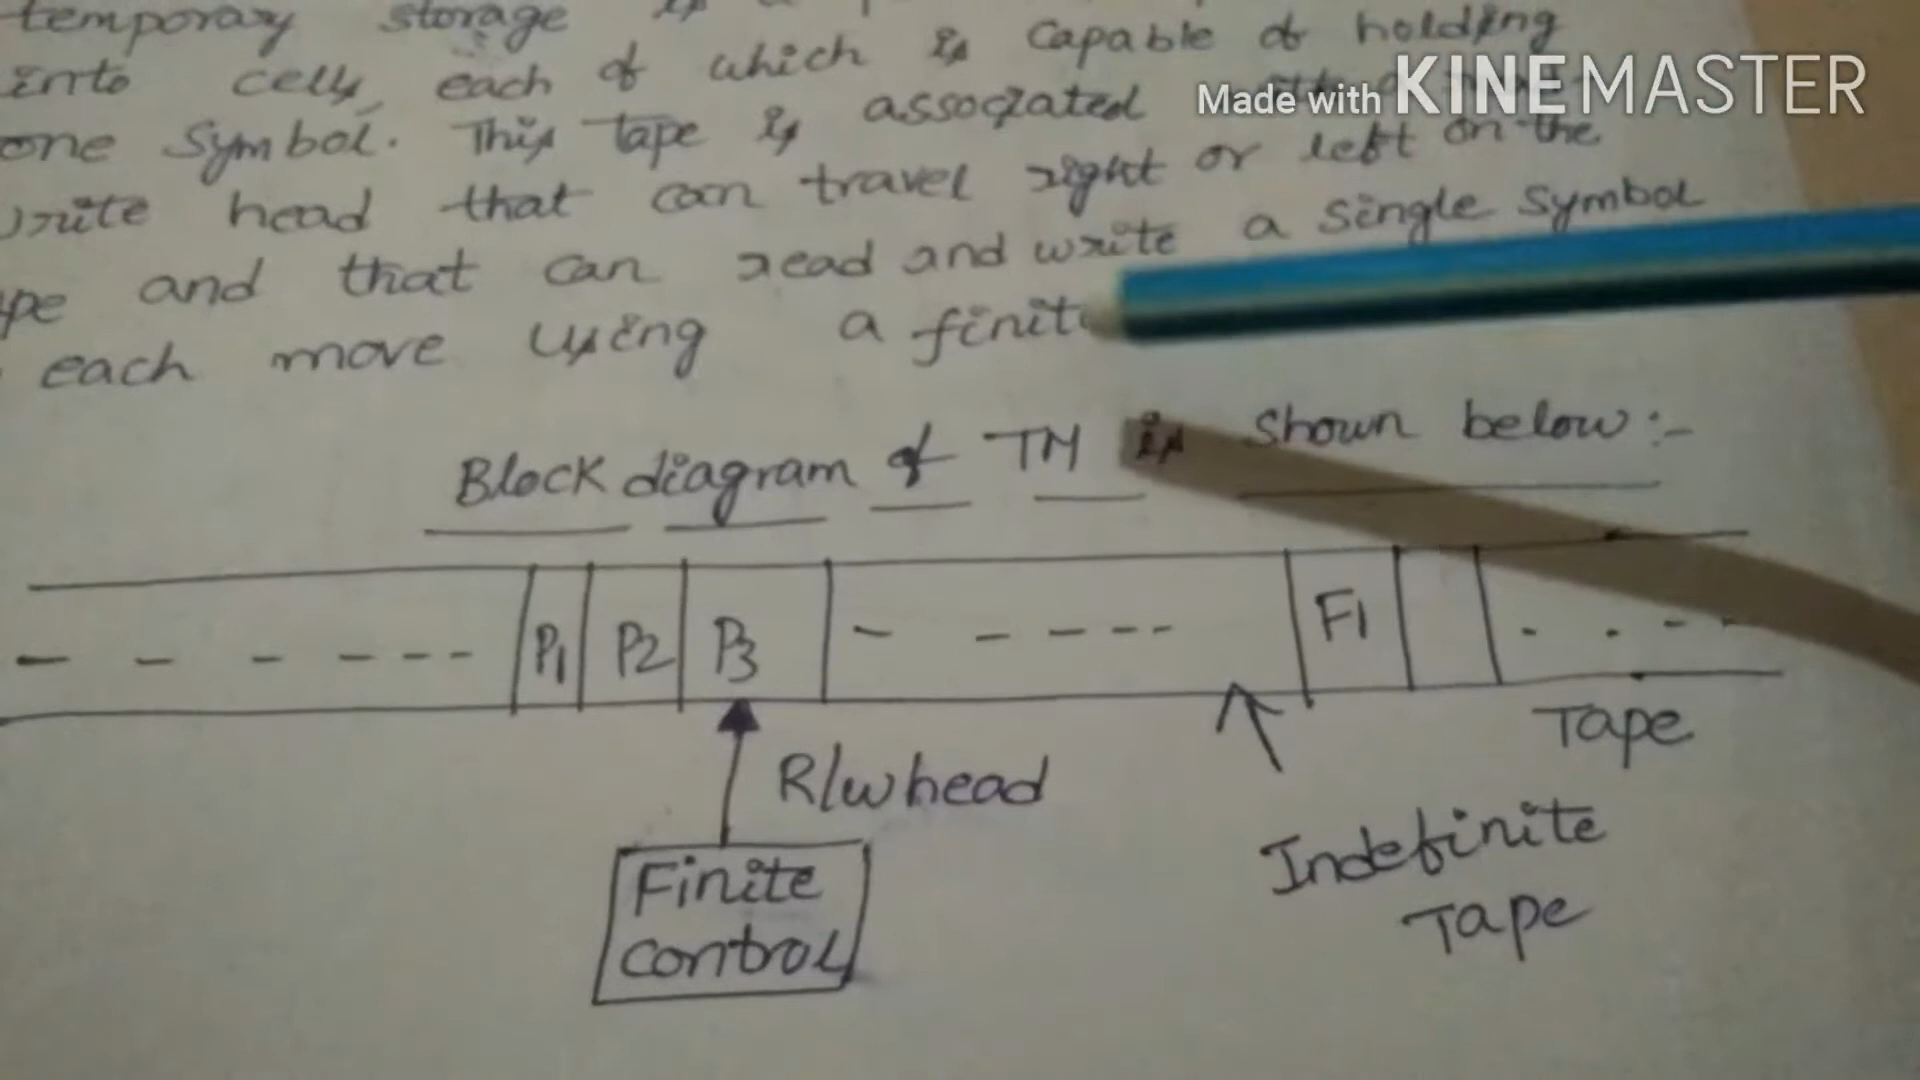 temporary storage is a
into cells, each of which is capable of holding
one Symbol. This tape is associated
write head that can travel right or left on the
and that can read and write a single symbol
each move using a finite
Made with KINEMASTER
Block diagram of TM is shown below:-
P1 P2 P3 F1
R/w head
Tape
Finite
control
Indefinite
Tape